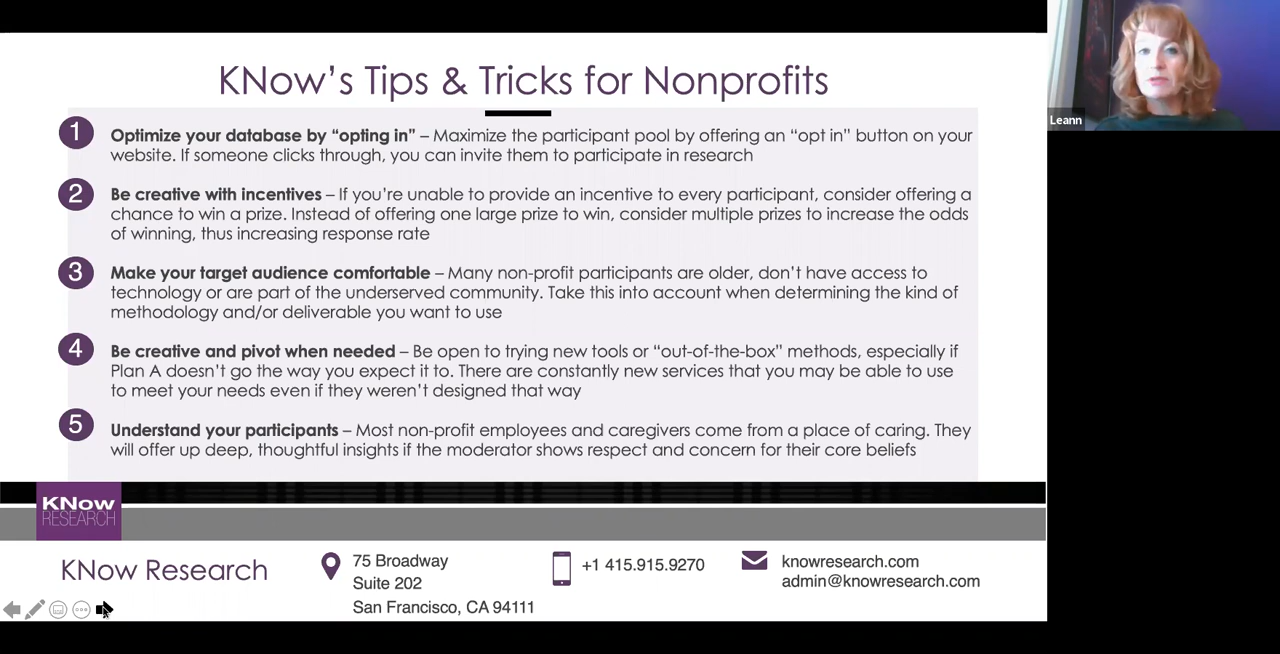 KNow's Tips & Tricks for Nonprofits
1
Optimize your database by “opting in” – Maximize the participant pool by offering an “opt in” button on your
website. If someone clicks through, you can invite them to participate in research
2
Be creative with incentives – If you’re unable to provide an incentive to every participant, consider offering a
chance to win a prize. Instead of offering one large prize to win, consider multiple prizes to increase the odds
of winning, thus increasing response rate
3
Make your target audience comfortable – Many non-profit participants are older, don’t have access to
technology or are part of the underserved community. Take this into account when determining the kind of
methodology and/or deliverable you want to use
4
Be creative and pivot when needed – Be open to trying new tools or “out-of-the-box” methods, especially if
Plan A doesn’t go the way you expect it to. There are constantly new services that you may be able to use
to meet your needs even if they weren’t designed that way
5
Understand your participants – Most non-profit employees and caregivers come from a place of caring. They
will offer up deep, thoughtful insights if the moderator shows respect and concern for their core beliefs
KNow
RESEARCH
KNow Research
75 Broadway
Suite 202
San Francisco, CA 94111
+1 415.915.9270
knowresearch.com
admin@knowresearch.com
Leann